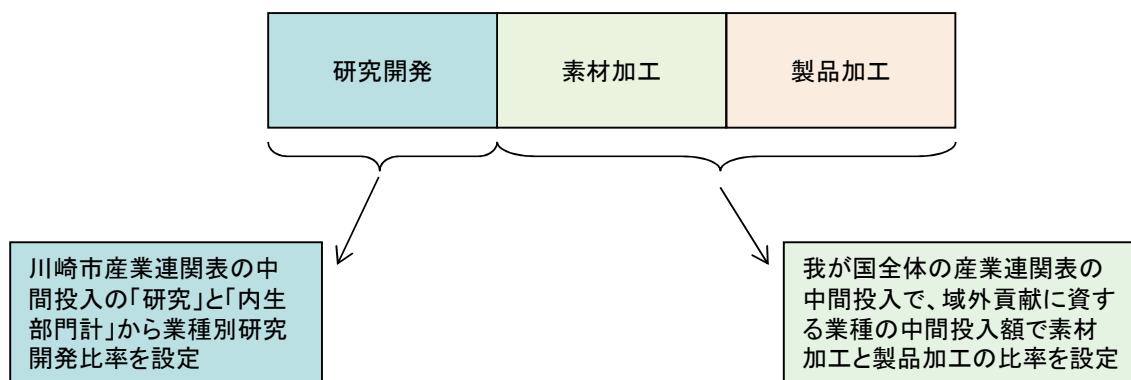 研究開発
素材加工
製品加工
川崎市産業連関表の中
間投入の「研究」と「内生
部門計」から業種別研究
開発比率を設定
我が国全体の産業連関表の
中間投入で、域外貢献に資す
る業種の中間投入額で素材
加工と製品加工の比率を設定